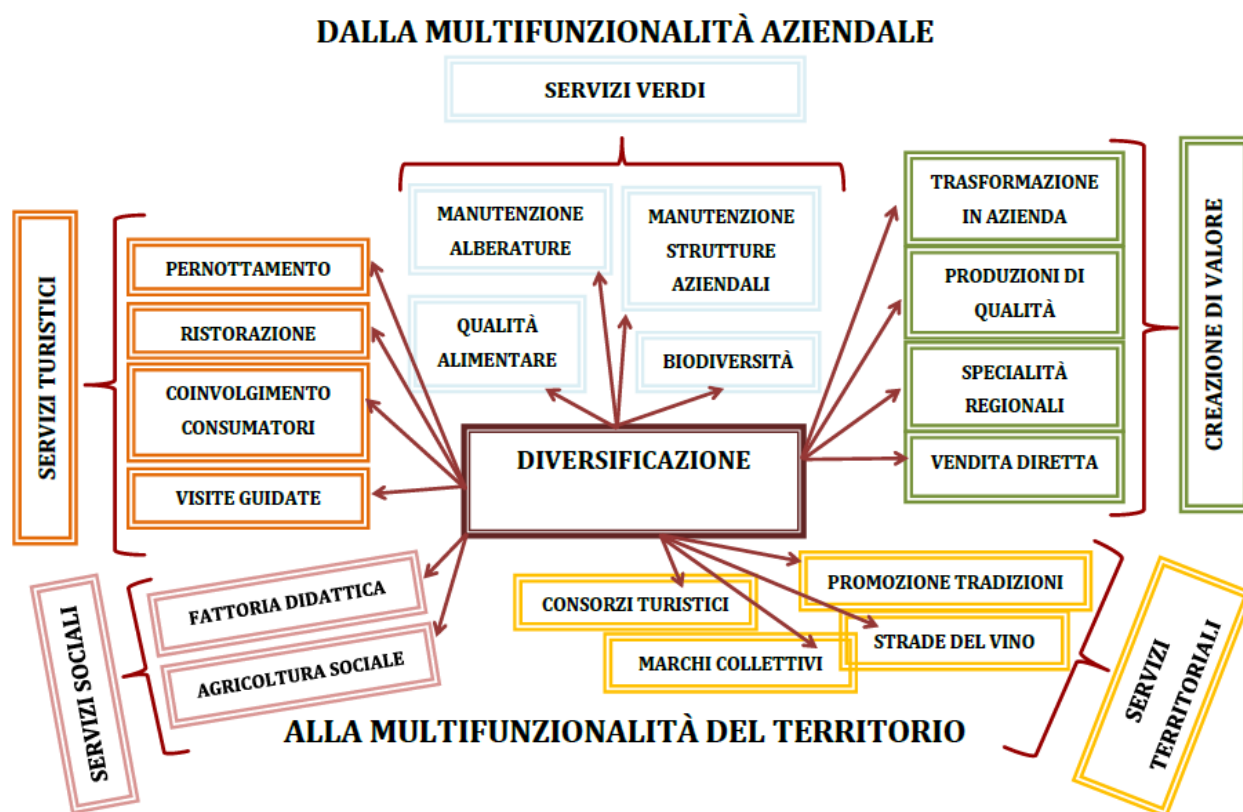 DALLA MULTIFUNZIONALITÀ AZIENDALE
SERVIZI VERDI
MANUTENZIONE
ALBERATURE
MANUTENZIONE
STRUTTURE
AZIENDALI
QUALITÀ
ALIMENTARE
BIODIVERSITÀ
SERVIZI TURISTICI
PERNOTTAMENTO
RISTORAZIONE
COINVOLGIMENTO
CONSUMATORI
VISITE GUIDATE
DIVERSIFICAZIONE
TRASFORMAZIONE
IN AZIENDA
PRODUZIONI DI
QUALITÀ
SPECIALITÀ
REGIONALI
VENDITA DIRETTA
CREAZIONE DI VALORE
SERVIZI SOCIALI
FATTORIA DIDATTICA
AGRICOLTURA SOCIALE
CONSORZI TURISTICI
MARCHI COLLETTIVI
PROMOZIONE TRADIZIONI
STRADE DEL VINO
SERVIZI
TERRITORIALI
ALLA MULTIFUNZIONALITÀ DEL TERRITORIO